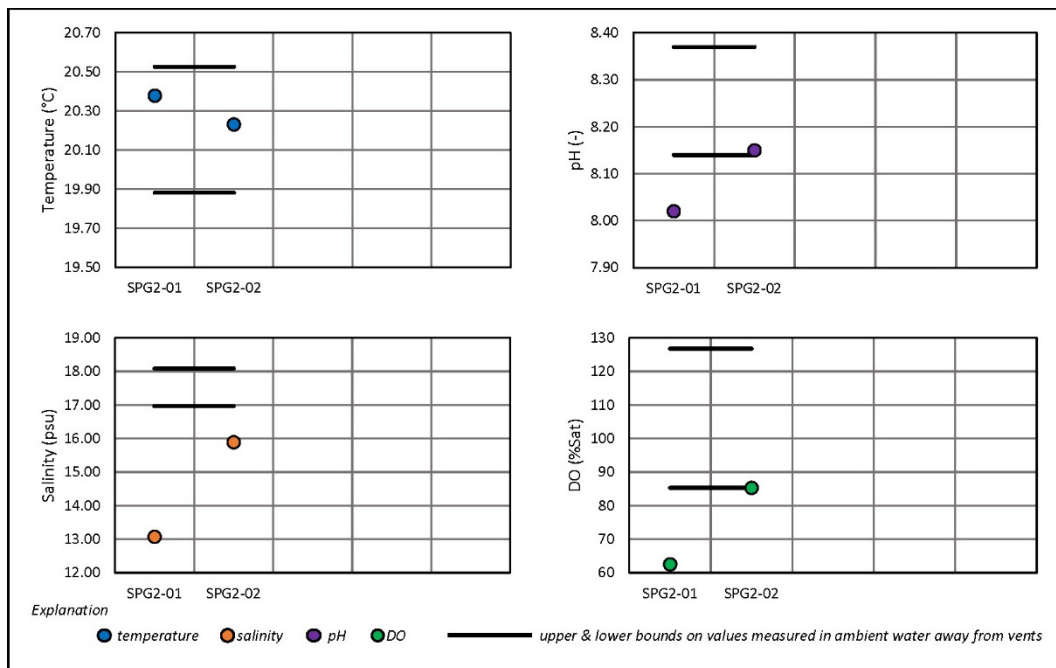 Temperature (°C)
20.70
20.50
20.30
20.10
19.90
19.70
19.50
SPG2-01 SPG2-02
pH (-)
8.40
8.30
8.20
8.10
8.00
7.90
SPG2-01 SPG2-02
Salinity (psu)
19.00
18.00
17.00
16.00
15.00
14.00
13.00
12.00
SPG2-01 SPG2-02
DO (%Sat)
130
120
110
100
90
80
70
60
SPG2-01 SPG2-02
Explanation
temperature salinity pH DO upper & lower bounds on values measured in ambient water away from vents